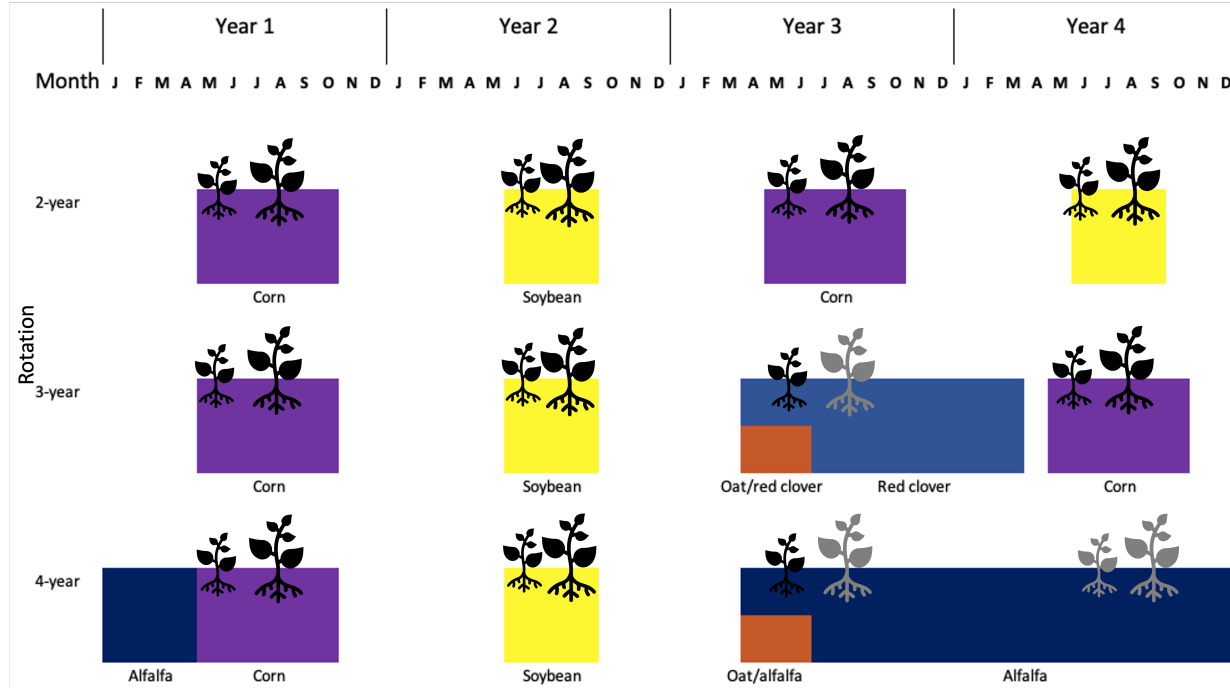 Year 1 Year 2 Year 3 Year 4
Month J F M A M J J A S O N D J F M A M J J A S O N D J F M A M J J A S O N D J F M A M J J A S O N D
Rotation
2-year
Corn Soybean Corn
3-year
Corn Soybean Oat/red clover Red clover Corn
4-year
Alfalfa Corn Soybean Oat/alfalfa Alfalfa